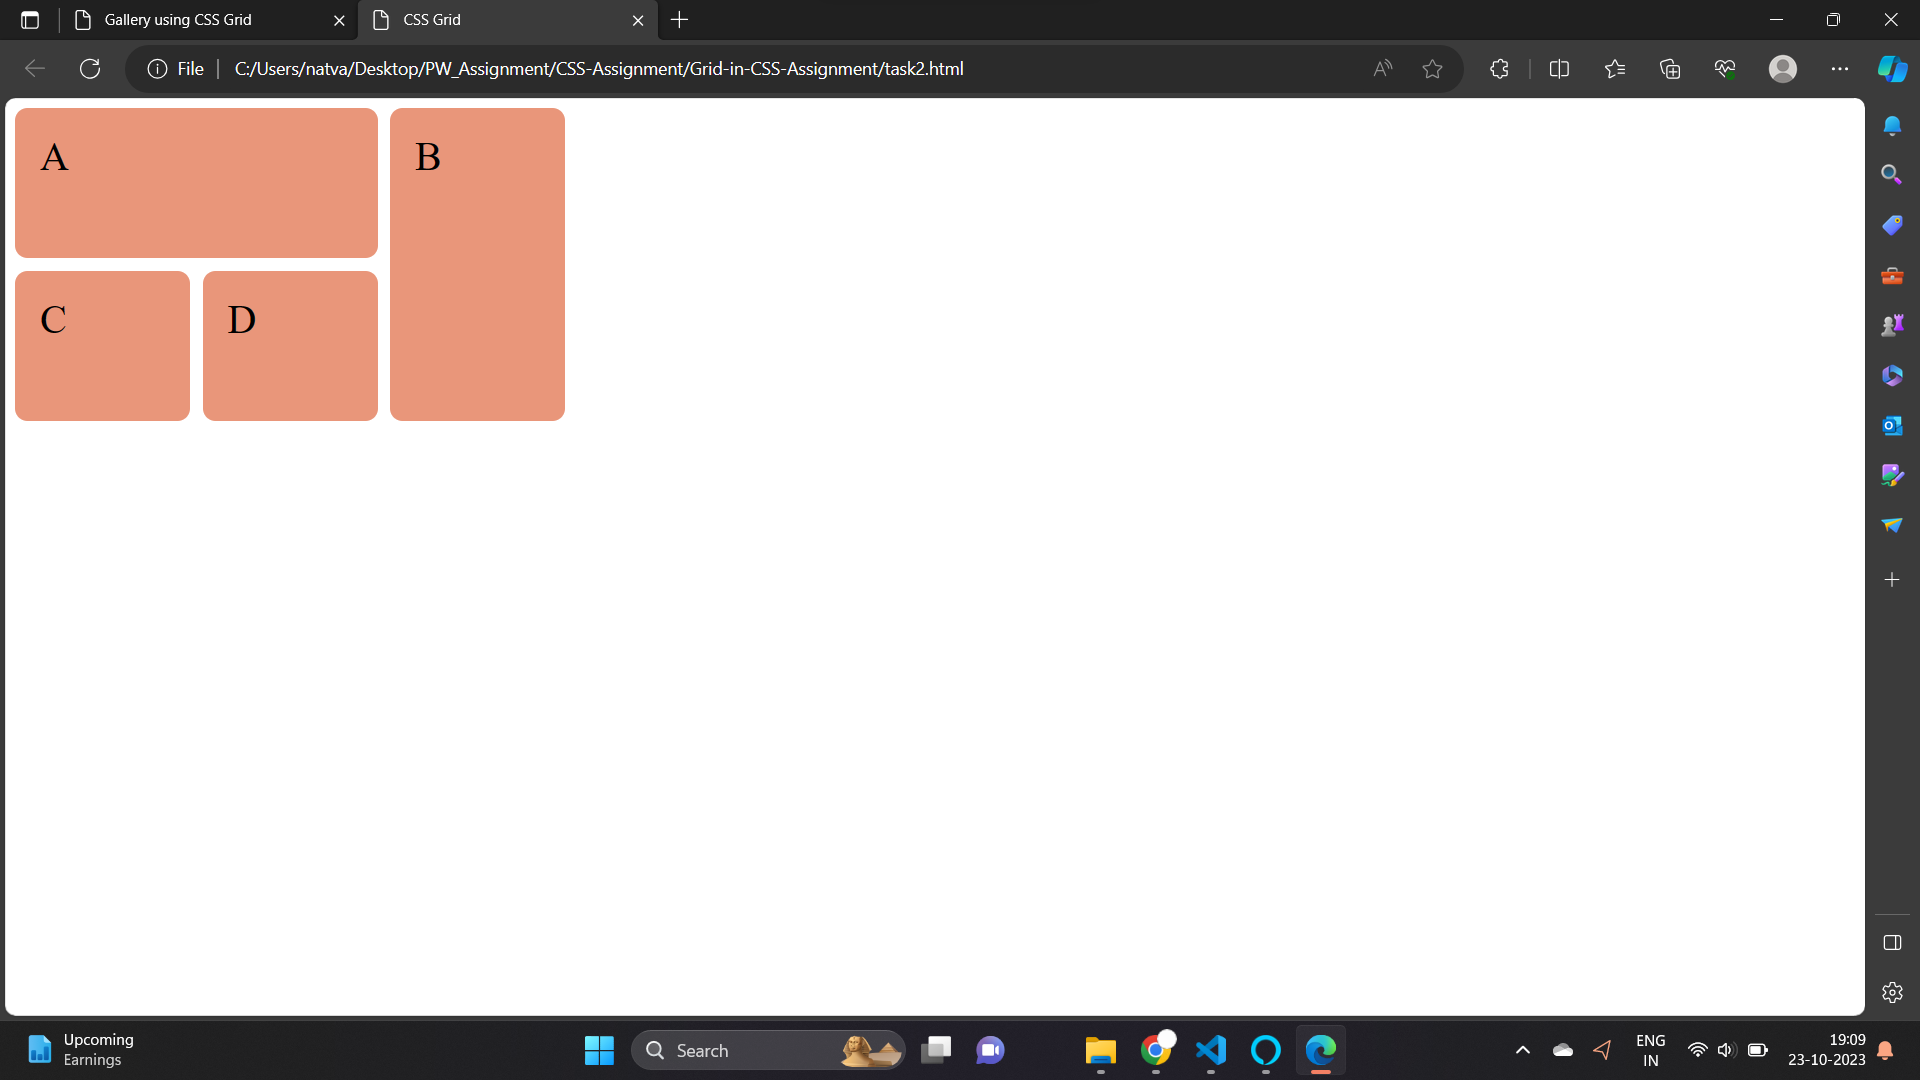 Gallery using CSS Grid
CSS Grid
File
C:/Users/natva/Desktop/PW_Assignment/CSS-Assignment/Grid-in-CSS-Assignment/task2.html
A
B
C
D
Upcoming
Earnings
Search
ENG
IN
19:09
23-10-2023